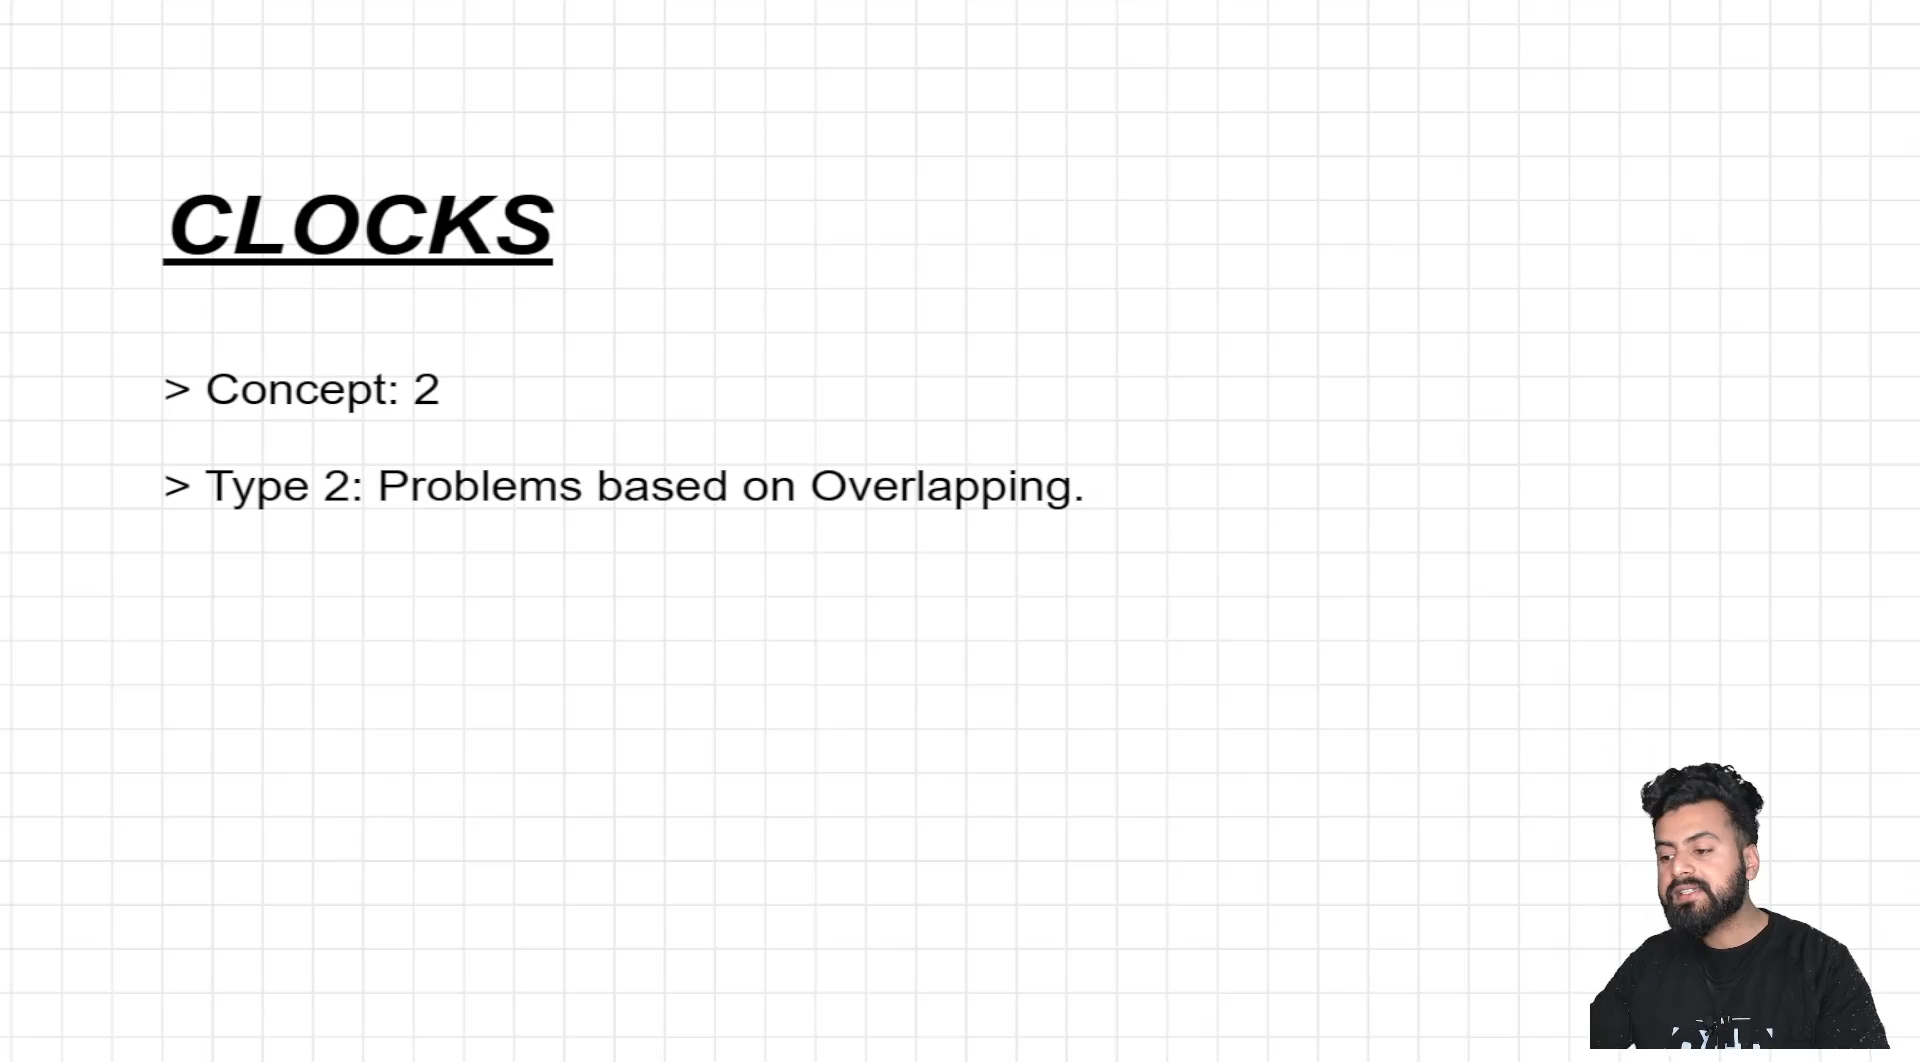 CLOCKS
> Concept: 2
> Type 2: Problems based on Overlapping.